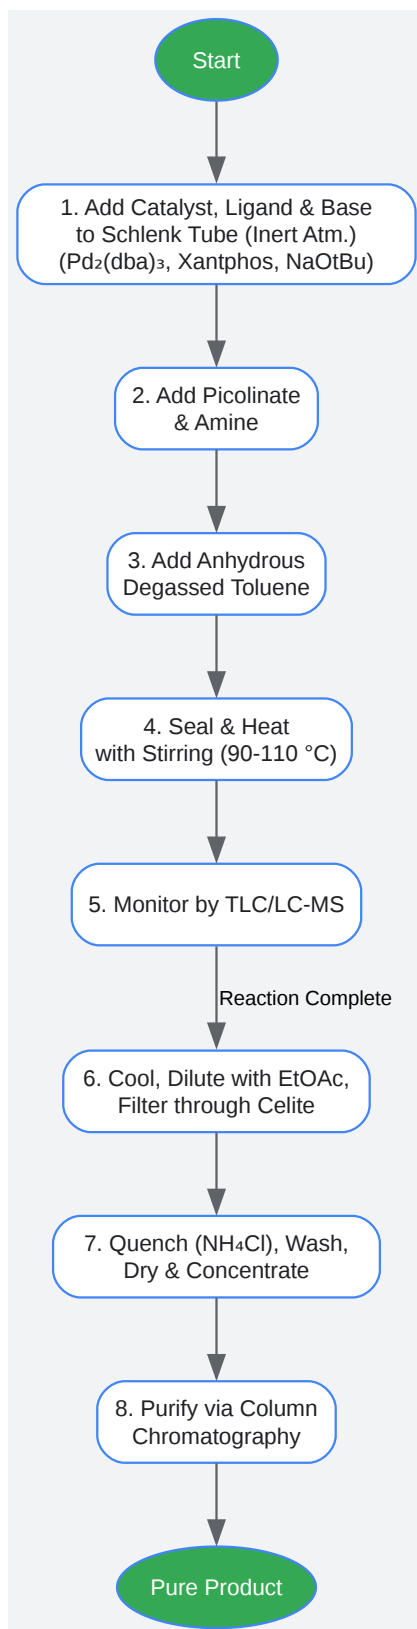 Start
1. Add Catalyst, Ligand & Base
to Schlenk Tube (Inert Atm.)
(Pd₂(dba)₃, Xantphos, NaOtBu)
2. Add Picolinate
& Amine
3. Add Anhydrous
Degassed Toluene
4. Seal & Heat
with Stirring (90-110 °C)
5. Monitor by TLC/LC-MS
Reaction Complete
6. Cool, Dilute with EtOAc,
Filter through Celite
7. Quench (NH₄Cl), Wash,
Dry & Concentrate
8. Purify via Column
Chromatography
Pure Product